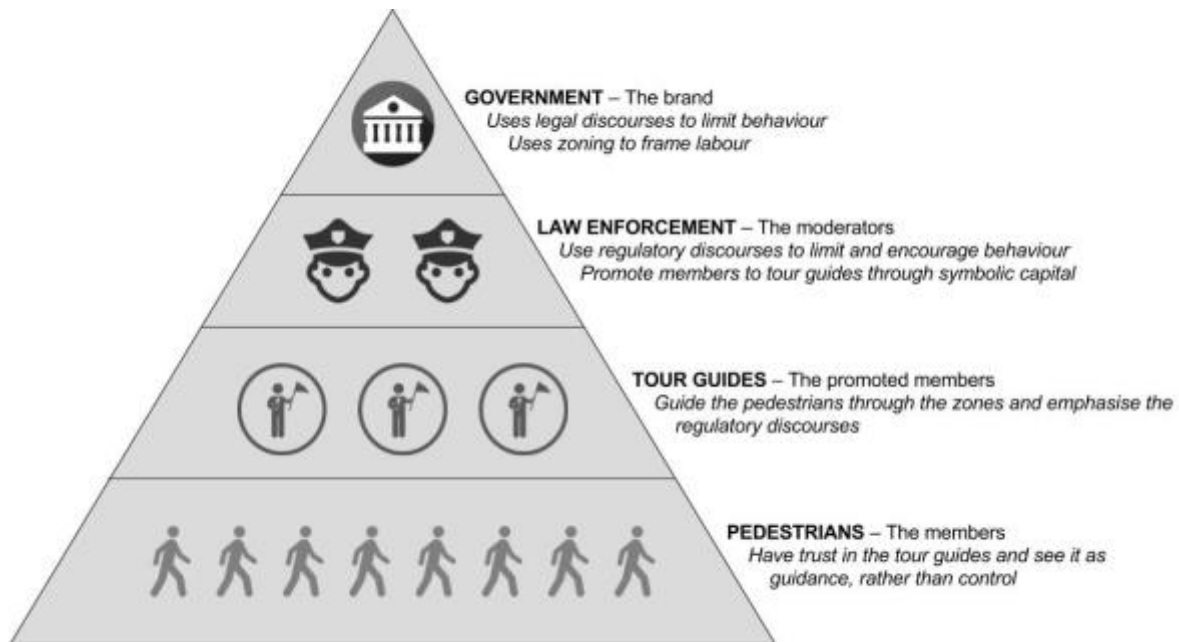 GOVERNMENT – The brand
Uses legal discourses to limit behaviour
Uses zoning to frame labour
LAW ENFORCEMENT – The moderators
Use regulatory discourses to limit and encourage behaviour
Promote members to tour guides through symbolic capital
TOUR GUIDES – The promoted members
Guide the pedestrians through the zones and emphasise the
regulatory discourses
PEDESTRIANS – The members
Have trust in the tour guides and see it as
guidance, rather than control